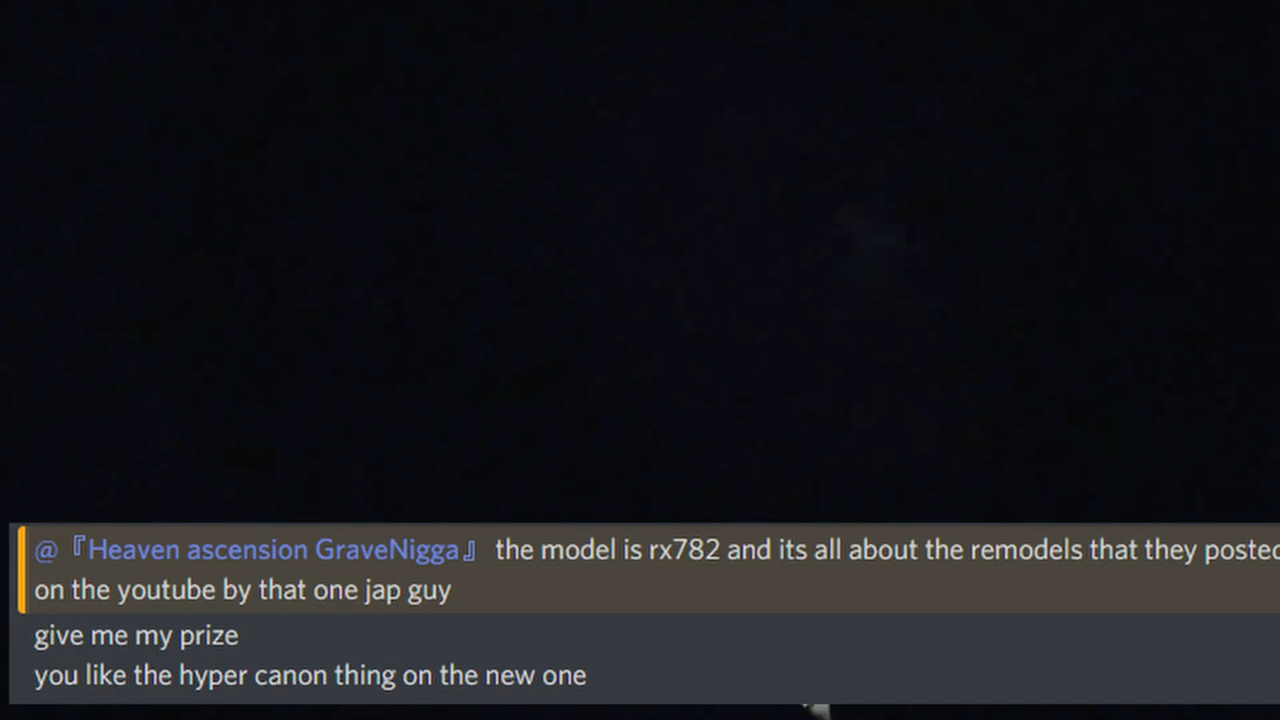 @『Heaven ascension GraveNigga』 the model is rx782 and its all about the remodels that they posted
on the youtube by that one jap guy
give me my prize
you like the hyper canon thing on the new one